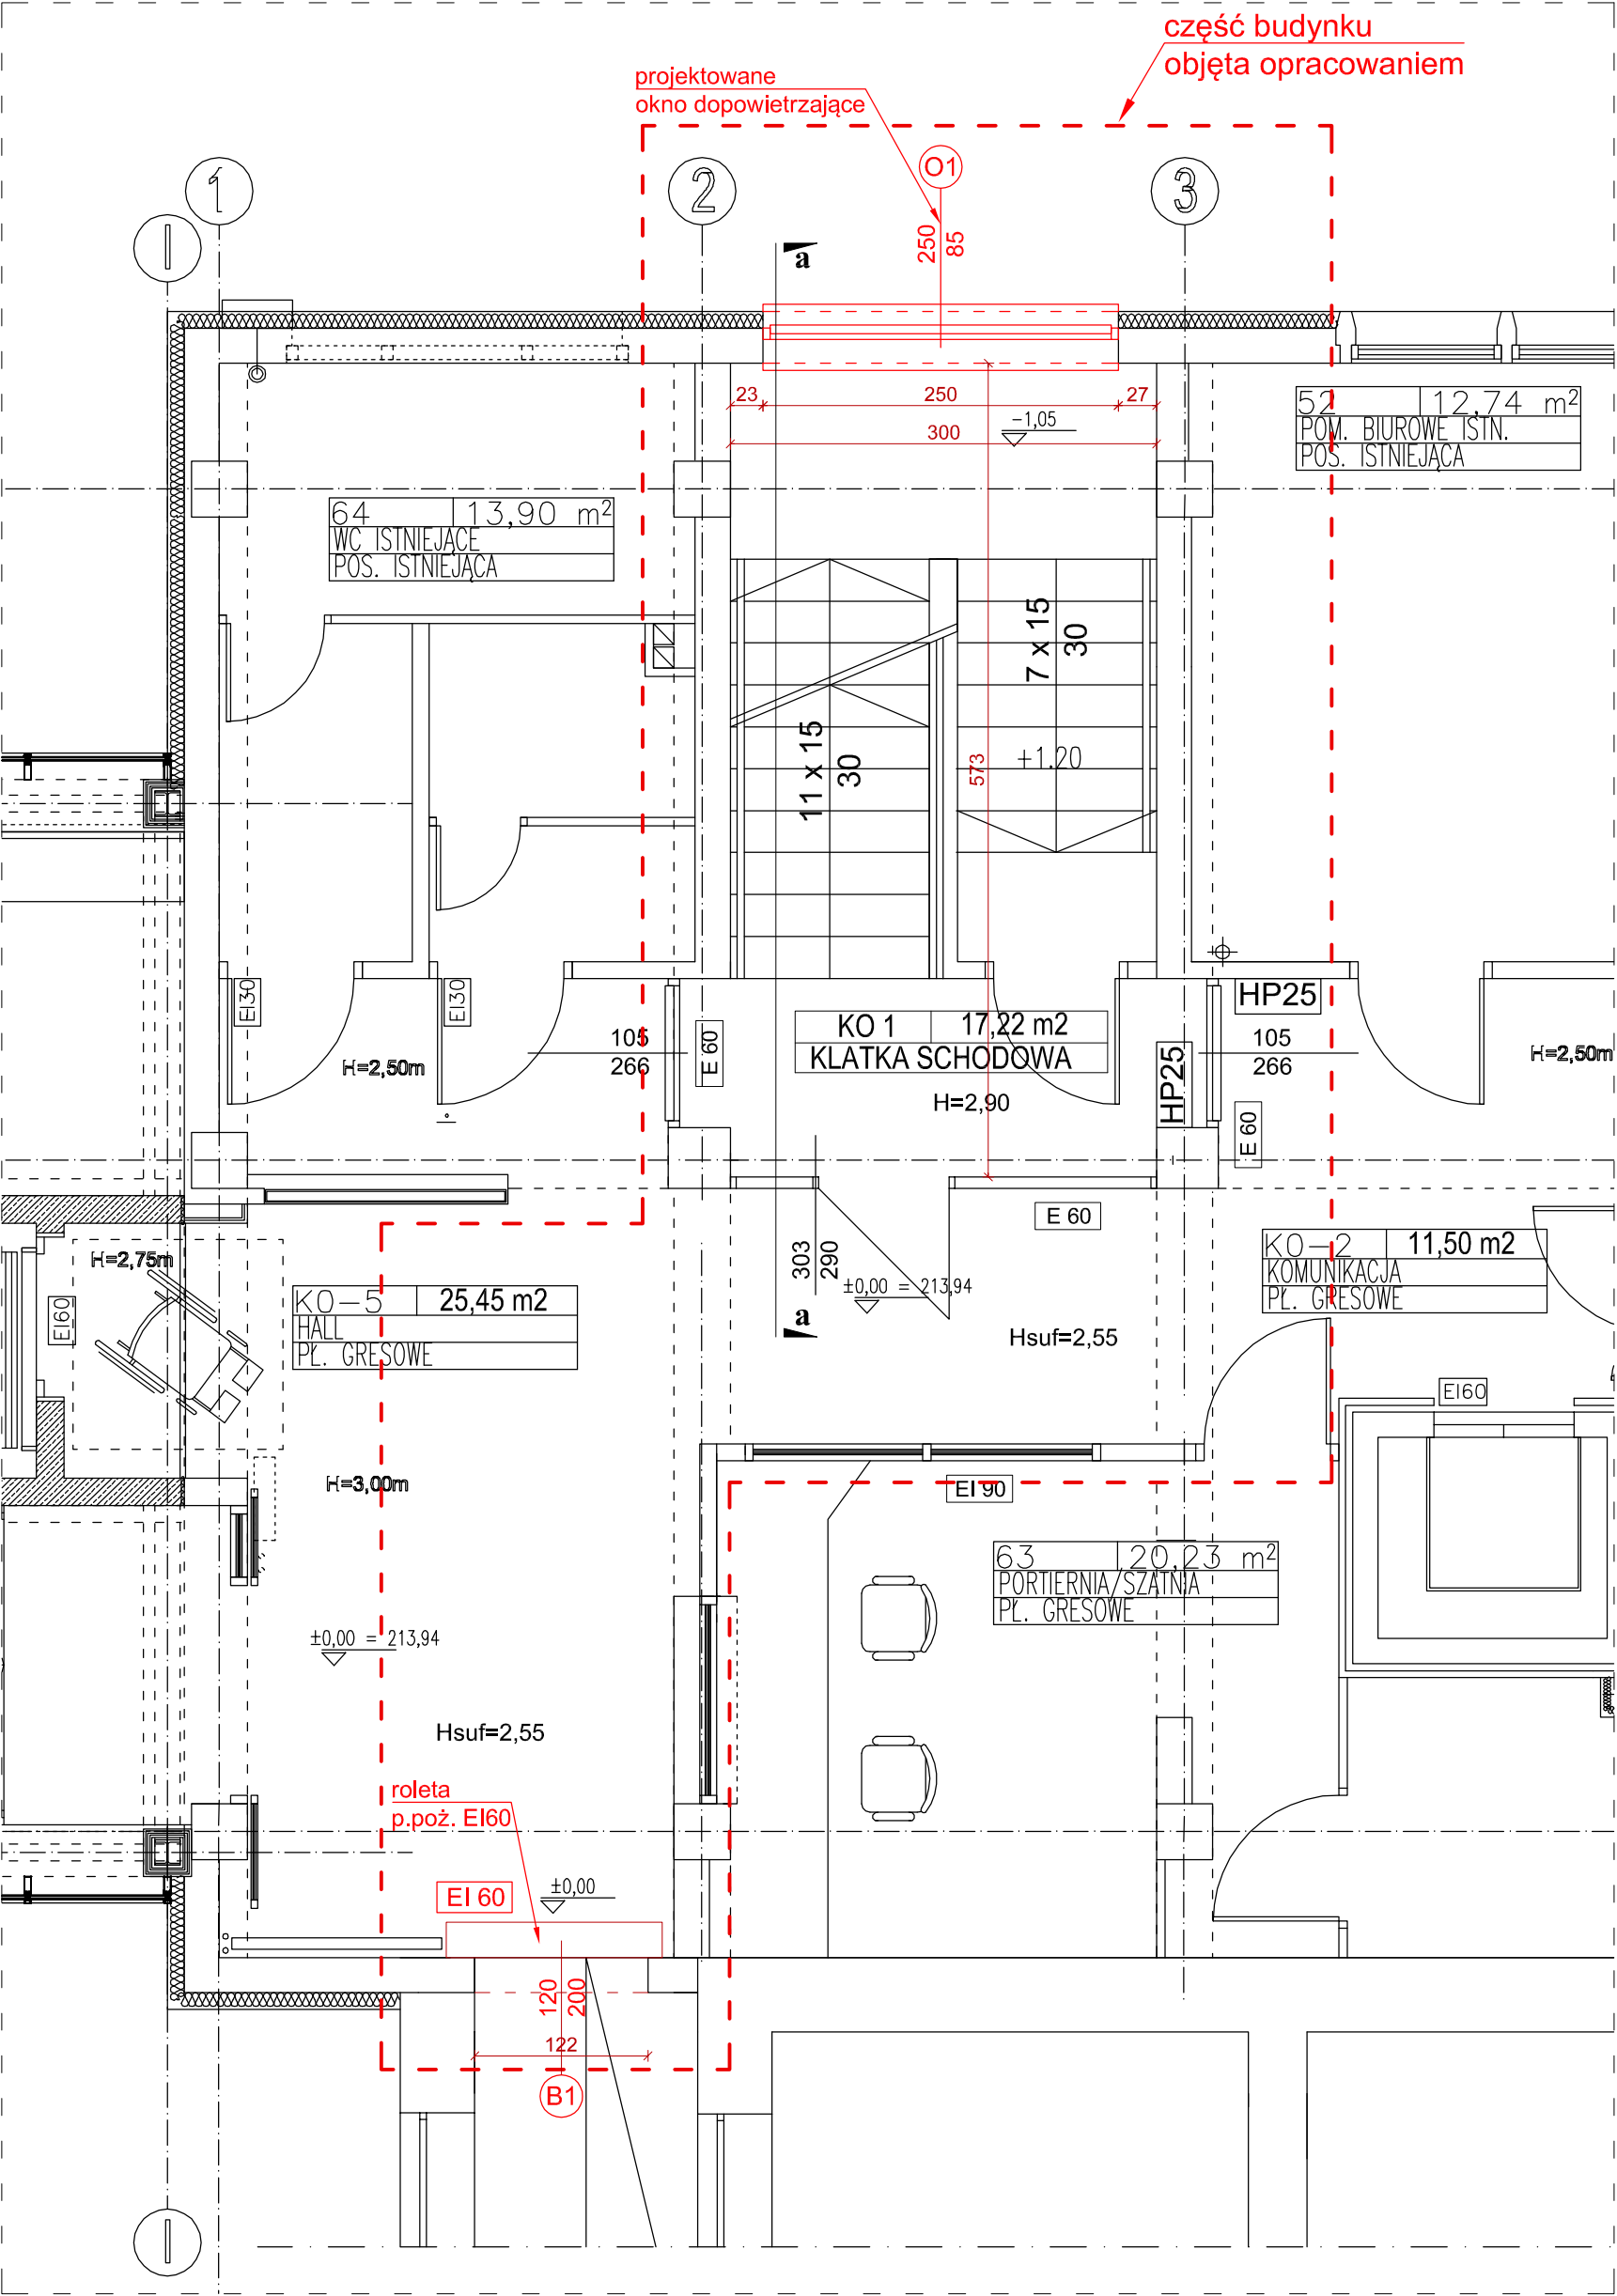 część budynku
objęta opracowaniem
projektowane
okno dopowietrzające
O1
1
2
3
I
250
85
a
23
250
27
300
-1,05
52 12,74 m²
POM. BIUROWE ISTN.
POS. ISTNIEJĄCA
64 13,90 m²
WC ISTNIEJĄCE
POS. ISTNIEJĄCA
7 x 15
30
11 x 15
30
573
+1.20
EI30
EI30
H=2,50m
105
266
E 60
KO 1 17,22 m2
KLATKA SCHODOWA
H=2,90
HP25
HP25
105
266
H=2,50m
E 60
E 60
303
290
±0,00 = 213,94
a
Hsuf=2,55
H=2,75m
EI60
KO-5 25,45 m2
HALL
PŁ. GRESOWE
KO-2 11,50 m2
KOMUNIKACJA
PŁ. GRESOWE
EI60
H=3,00m
EI 90
63 20,23 m²
PORTIERNIA/SZATNIA
PŁ. GRESOWE
±0,00 = 213,94
Hsuf=2,55
roleta
p.poż. EI60
EI 60
±0,00
120
200
122
B1
I